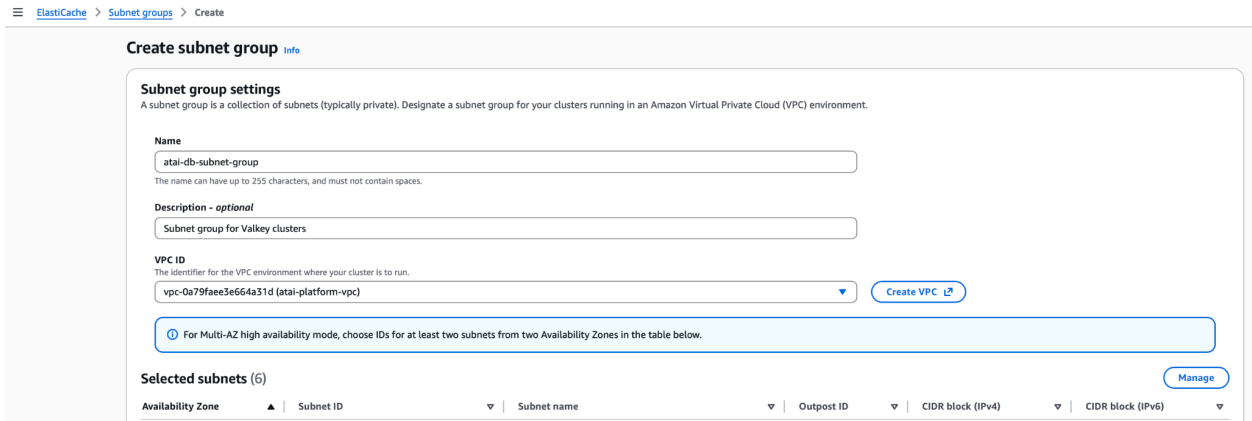 ElastiCache > Subnet groups > Create
Create subnet group Info
Subnet group settings
A subnet group is a collection of subnets (typically private). Designate a subnet group for your clusters running in an Amazon Virtual Private Cloud (VPC) environment.
Name
atai-db-subnet-group
The name can have up to 255 characters, and must not contain spaces.
Description - optional
Subnet group for Valkey clusters
VPC ID
The identifier for the VPC environment where your cluster is to run.
vpc-0a79faee3e664a31d (atai-platform-vpc)
Create VPC
For Multi-AZ high availability mode, choose IDs for at least two subnets from two Availability Zones in the table below.
Selected subnets (6)
Manage
Availability Zone Subnet ID Subnet name Outpost ID CIDR block (IPv4) CIDR block (IPv6)